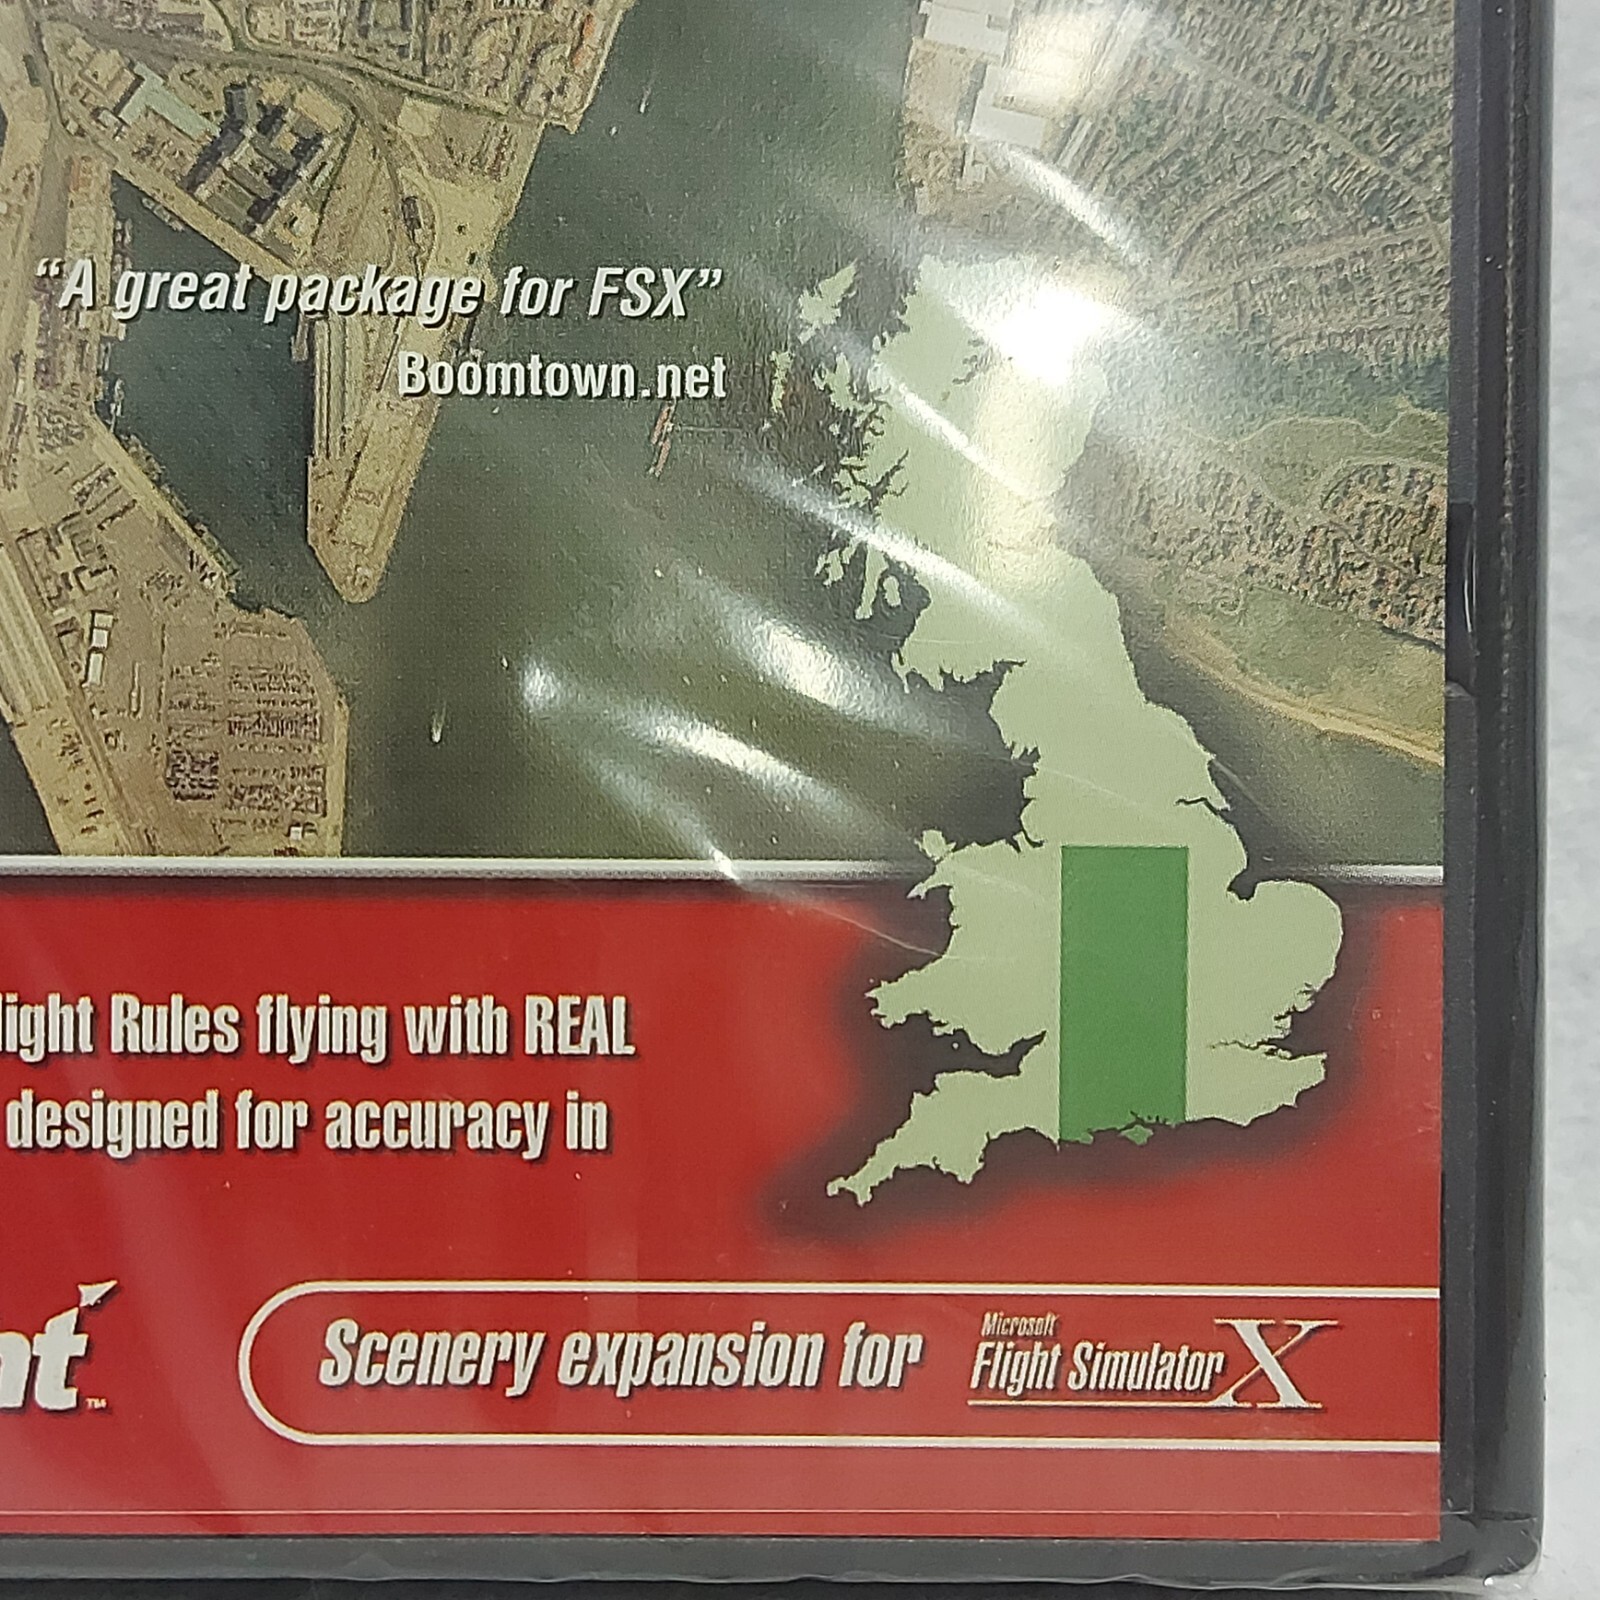 “A great package for FSX”
Boomtown.net
light Rules flying with REAL
designed for accuracy in
ht™
Scenery expansion for
Microsoft
Flight Simulator X